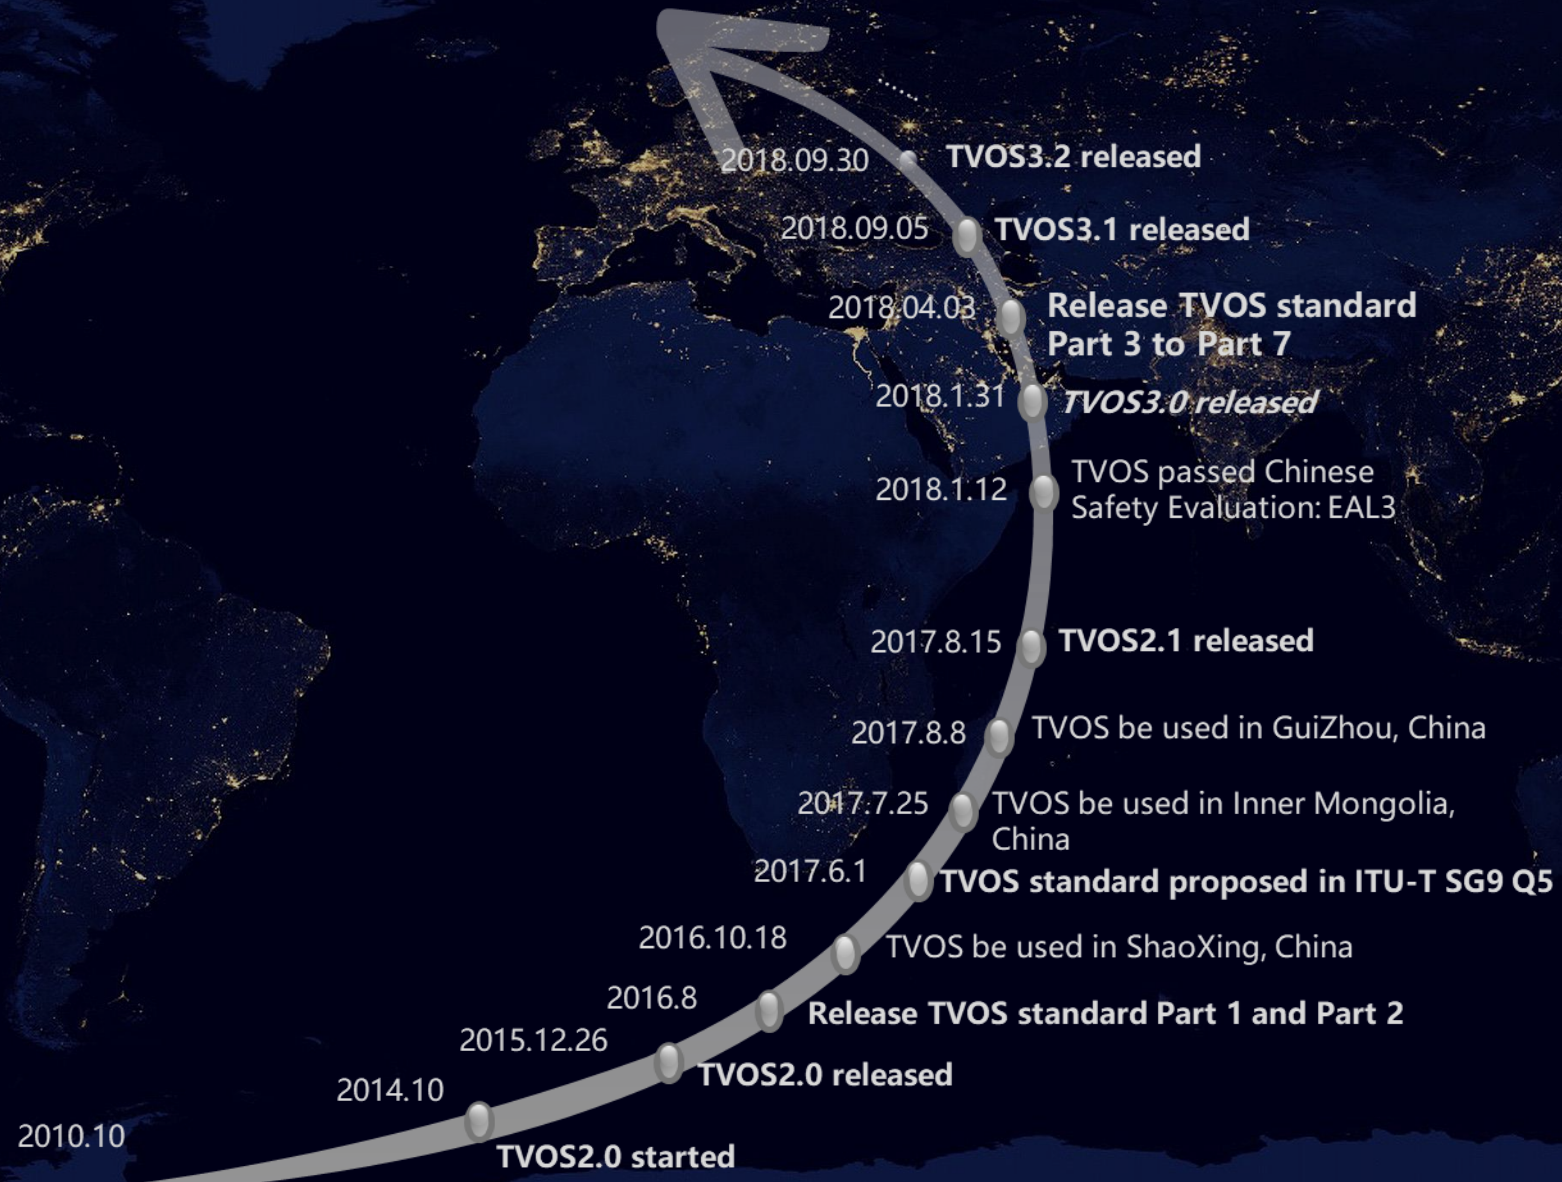 2018.09.30 TVOS3.2 released
2018.09.05 TVOS3.1 released
2018.04.03 Release TVOS standard
Part 3 to Part 7
2018.1.31 TVOS3.0 released
2018.1.12 TVOS passed Chinese
Safety Evaluation: EAL3
2017.8.15 TVOS2.1 released
2017.8.8 TVOS be used in GuiZhou, China
2017.7.25 TVOS be used in Inner Mongolia,
China
2017.6.1 TVOS standard proposed in ITU-T SG9 Q5
2016.10.18 TVOS be used in ShaoXing, China
2016.8 Release TVOS standard Part 1 and Part 2
2015.12.26 TVOS2.0 released
2014.10 TVOS2.0 started
2010.10